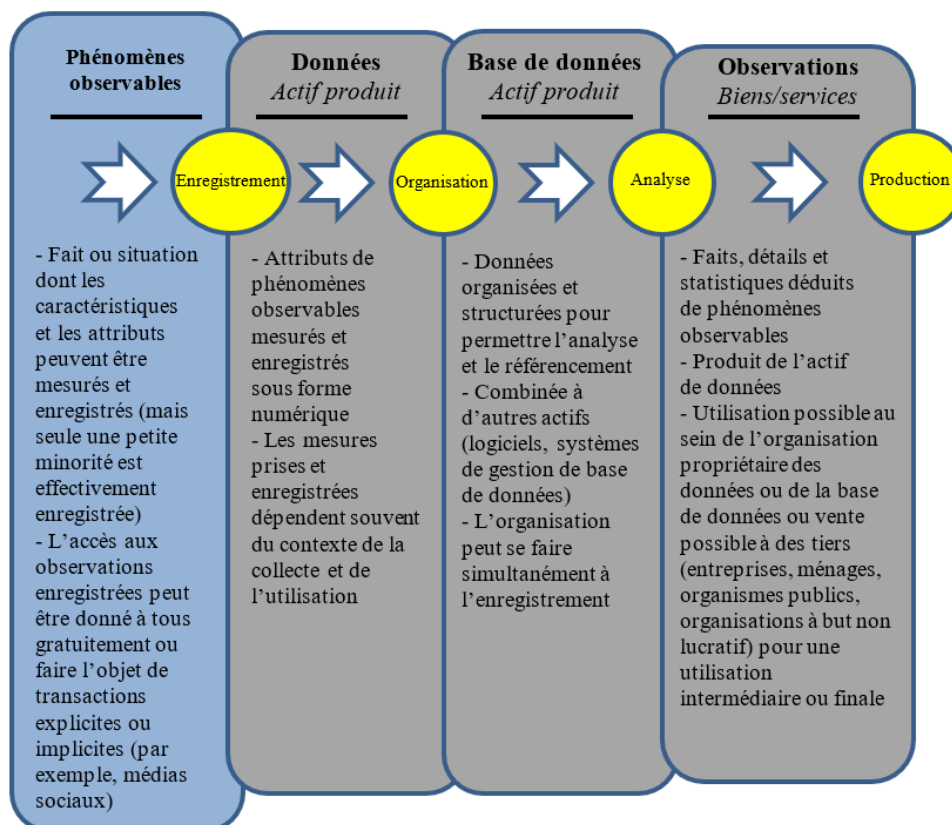 Phénomènes
observables
Enregistrement
- Fait ou situation
dont les
caractéristiques
et les attributs
peuvent être
mesurés et
enregistrés (mais
seule une petite
minorité est
effectivement
enregistrée)
- L’accès aux
observations
enregistrées peut
être donné à tous
gratuitement ou
faire l’objet de
transactions
explicites ou
implicites (par
exemple, médias
sociaux)
Données
Actif produit
Organisation
- Attributs de
phénomènes
observables
mesurés et
enregistrés
sous forme
numérique
- Les mesures
prises et
enregistrées
dépendent souvent
du contexte de la
collecte et de
l’utilisation
Base de données
Actif produit
Analyse
- Données
organisées et
structurées pour
permettre l’analyse
et le référencement
- Combinée à
d’autres actifs
(logiciels, systèmes
de gestion de base
de données)
- L’organisation
peut se faire
simultanément à
l’enregistrement
Observations
Biens/services
Production
- Faits, détails et
statistiques déduits
de phénomènes
observables
- Produit de l’actif
de données
- Utilisation possible au
sein de l’organisation
propriétaire des
données ou de la base
de données ou vente
possible à des tiers
(entreprises, ménages,
organismes publics,
organisations à but non
lucratif) pour une
utilisation
intermédiaire ou finale